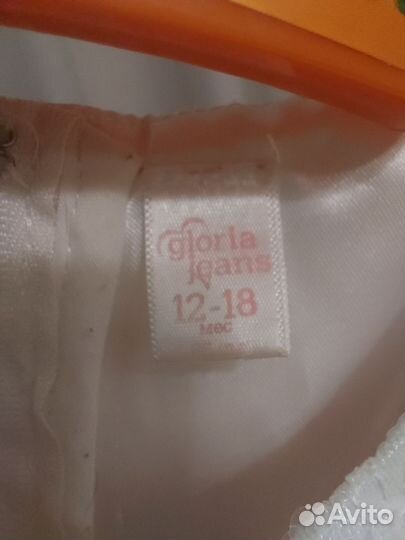 gloria
jeans
12-18
мес
Avito